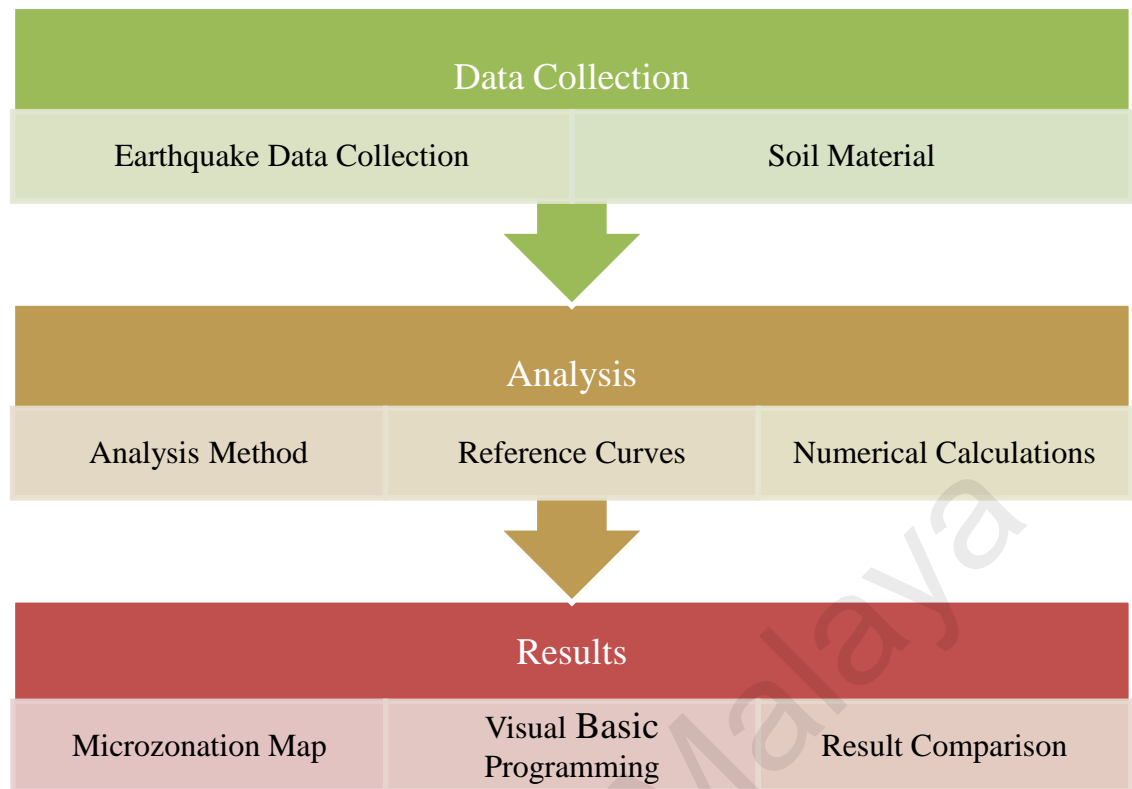 Data Collection
Earthquake Data Collection
Soil Material
Analysis
Analysis Method
Reference Curves
Numerical Calculations
Results
Microzonation Map
Visual Basic
Programming
Result Comparison
Malaya